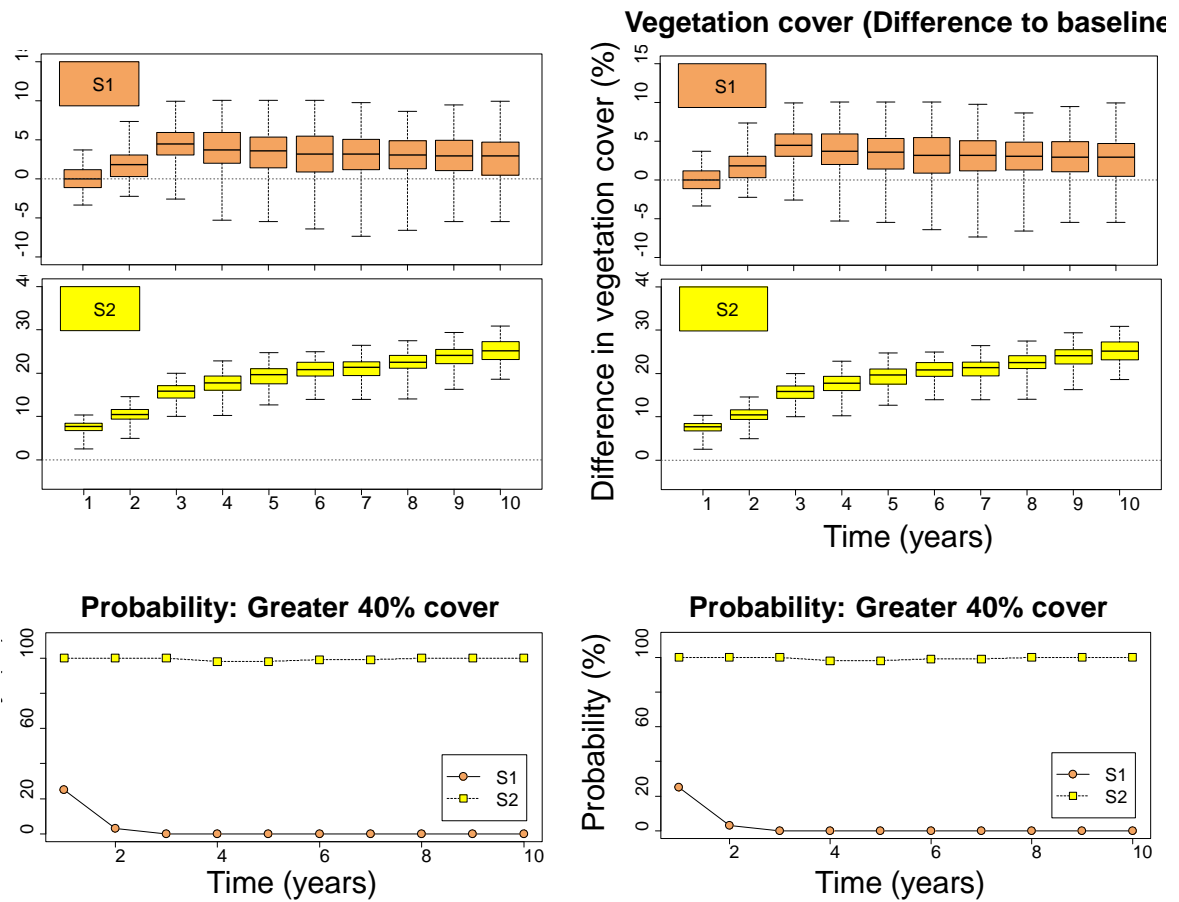 Vegetation cover (Difference to baseline
S1
15
10
5
0
-5
-10
S2
30
20
10
0
1 2 3 4 5 6 7 8 9 10
Difference in vegetation cover (%)
S1
15
10
5
0
-5
-10
S2
40
30
20
10
0
1 2 3 4 5 6 7 8 9 10
Time (years)
Probability: Greater 40% cover
100
60
20
0
S1
S2
2 4 6 8 10
Time (years)
Probability: Greater 40% cover
Probability (%)
100
60
20
0
S1
S2
2 4 6 8 10
Time (years)